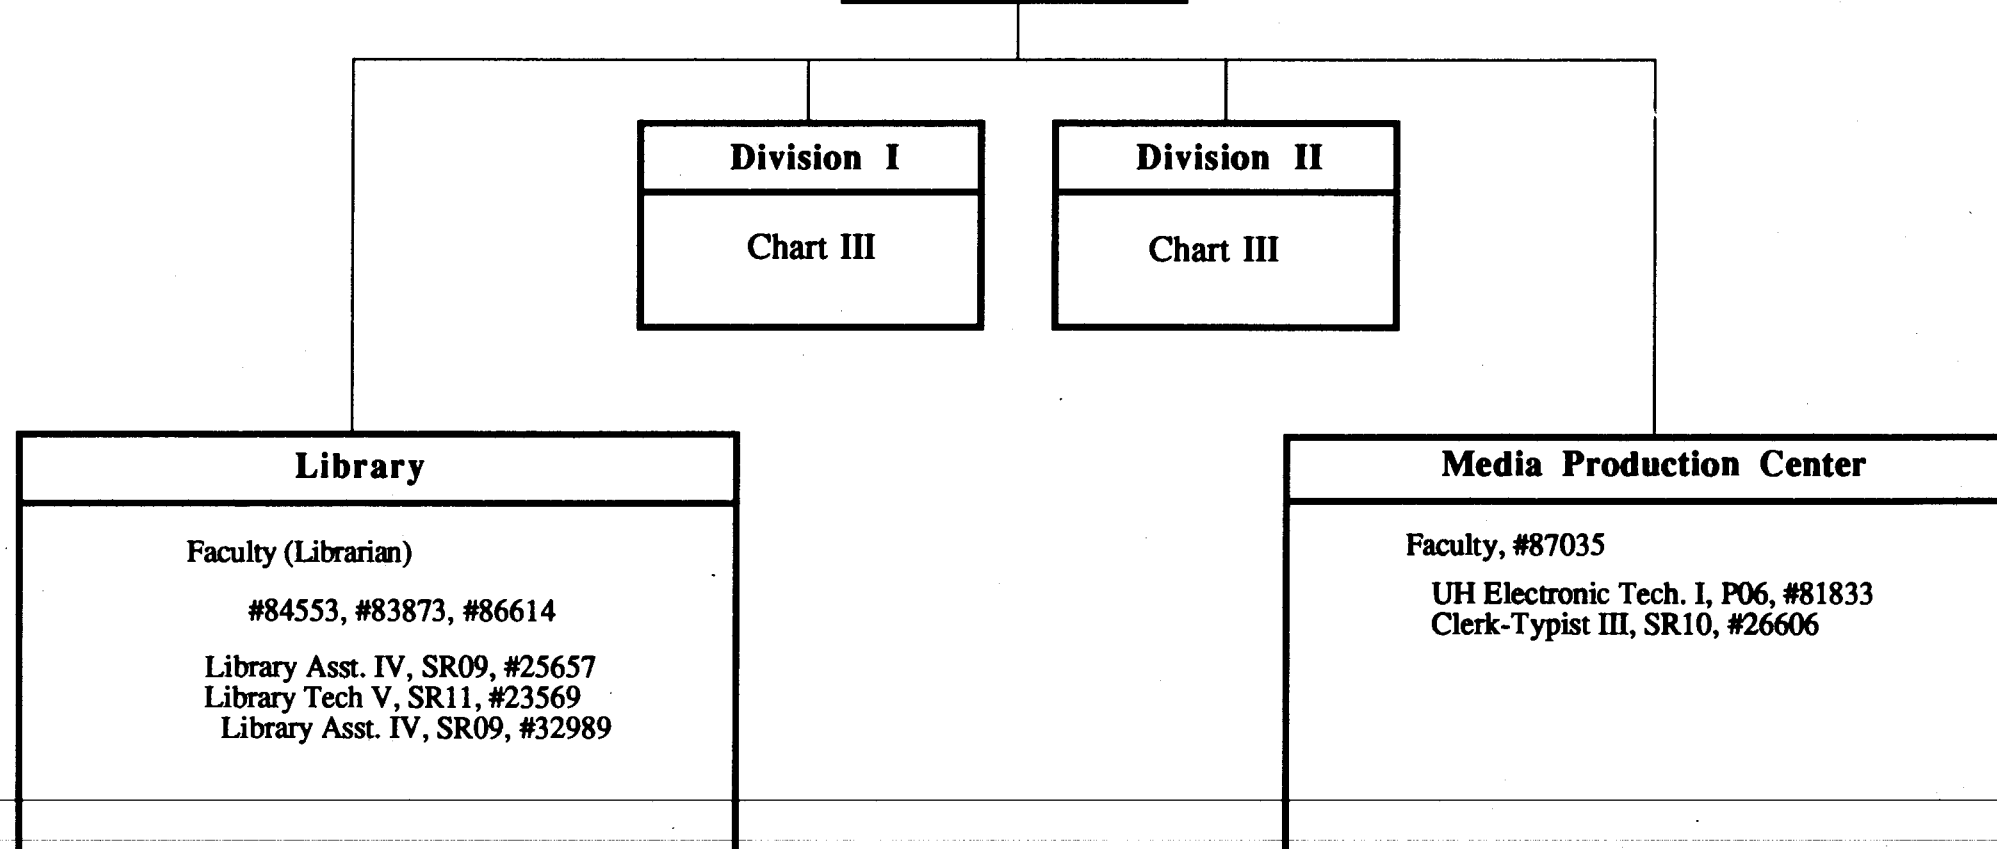 Division I
Chart III
Division II
Chart III
Library
Faculty (Librarian)
#84553, #83873, #86614
Library Asst. IV, SR09, #25657
Library Tech V, SR11, #23569
Library Asst. IV, SR09, #32989
Media Production Center
Faculty, #87035
UH Electronic Tech. I, P06, #81833
Clerk-Typist III, SR10, #26606